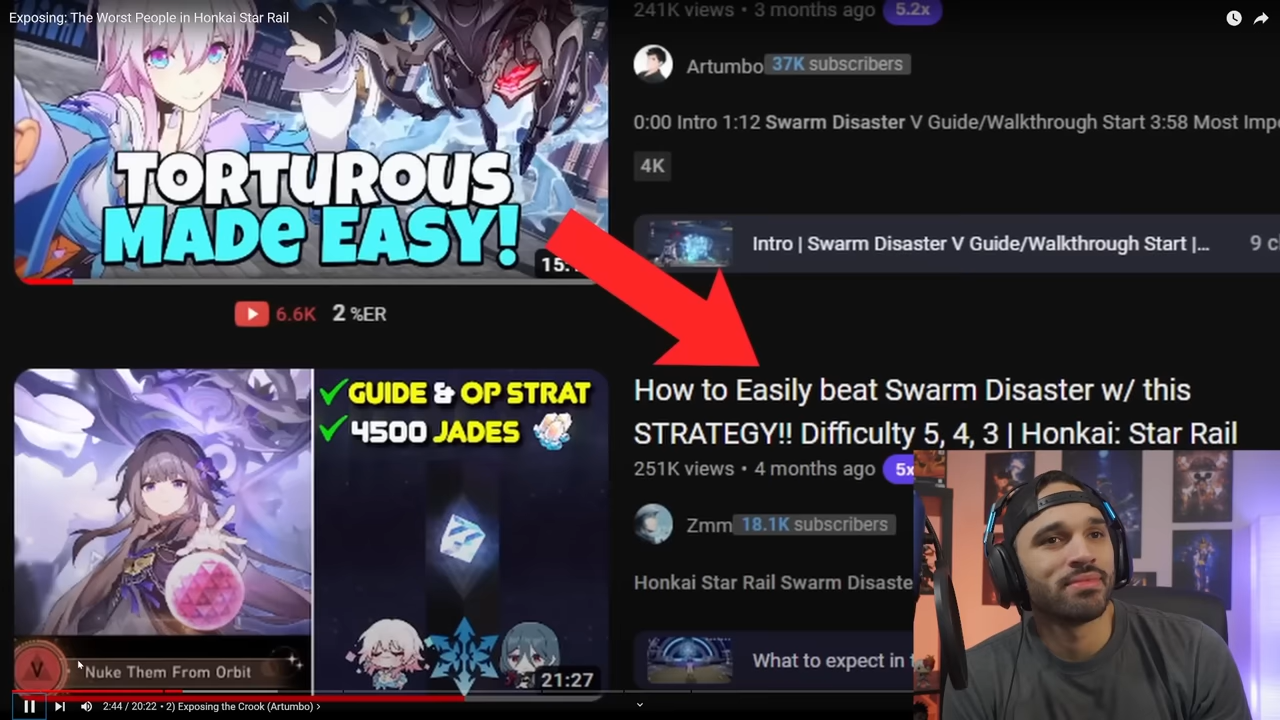 Exposing: The Worst People in Honkai Star Rail
241K views • 3 months ago 5.2x
Artumbo 37K subscribers
0:00 Intro 1:12 Swarm Disaster V Guide/Walkthrough Start 3:58 Most
4K
TORTUROUS
MADE EASY!
15:
Intro | Swarm Disaster V Guide/Walkthrough Start |...
9
6.6K 2 %ER
GUIDE & OP STRAT
4500 JADES
How to Easily beat Swarm Disaster w/ this
STRATEGY!! Difficulty 5, 4, 3 | Honkai: Star Rail
251K views • 4 months ago 5x
Zmm 18.1K subscribers
Honkai Star Rail Swarm Disaste
What to expect in
V
Nuke Them From Orbit
21:27
2:44 / 20:22 • 2) Exposing the Crook (Artumbo) ›